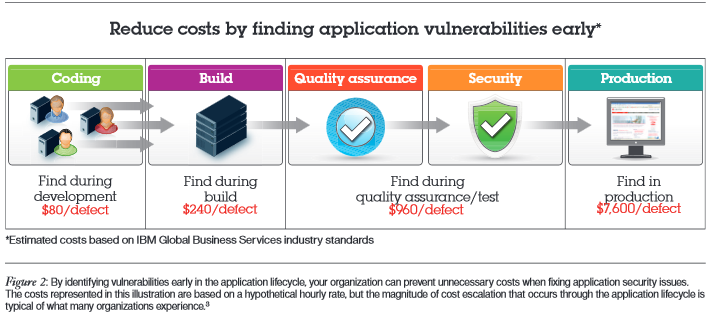 Reduce costs by finding application vulnerabilities early*
Coding
Build
Quality assurance
Security
Production
Find during
development
$80/defect
Find during
build
$240/defect
Find during
quality assurance/test
$960/defect
Find in
production
$7,600/defect
*Estimated costs based on IBM Global Business Services industry standards
Figure 2: By identifying vulnerabilities early in the application lifecycle, your organization can prevent unnecessary costs when fixing application security issues.
The costs represented in this illustration are based on a hypothetical hourly rate, but the magnitude of cost escalation that occurs through the application lifecycle is
typical of what many organizations experience.³